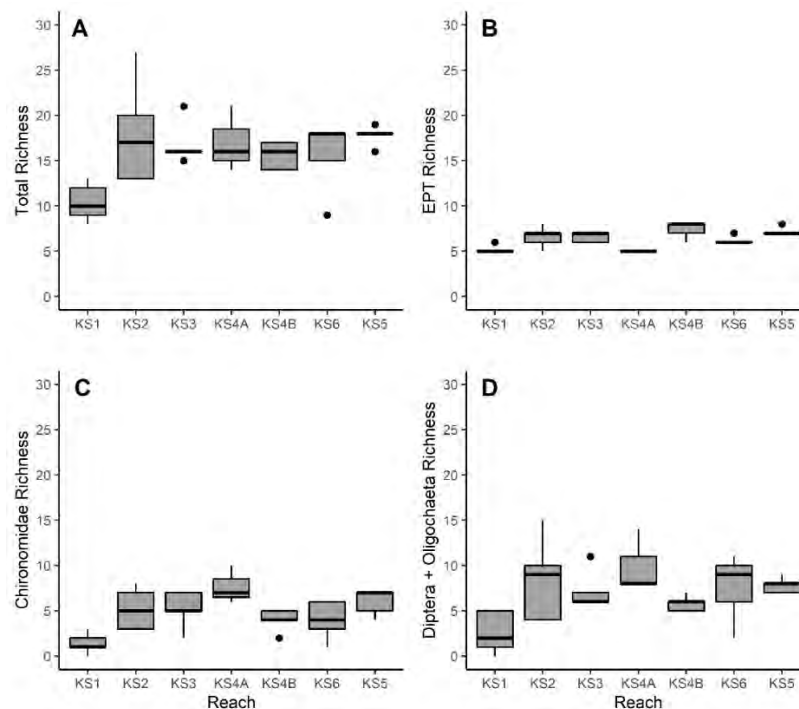 A
Total Richness
30
25
20
15
10
5
0
KS1 KS2 KS3 KS4A KS4B KS6 KS5
B
EPT Richness
30
25
20
15
10
5
0
KS1 KS2 KS3 KS4A KS4B KS6 KS5
C
Chironomidae Richness
30
25
20
15
10
5
0
KS1 KS2 KS3 KS4A KS4B KS6 KS5
Reach
D
Diptera + Oligochaeta Richness
30
25
20
15
10
5
0
KS1 KS2 KS3 KS4A KS4B KS6 KS5
Reach